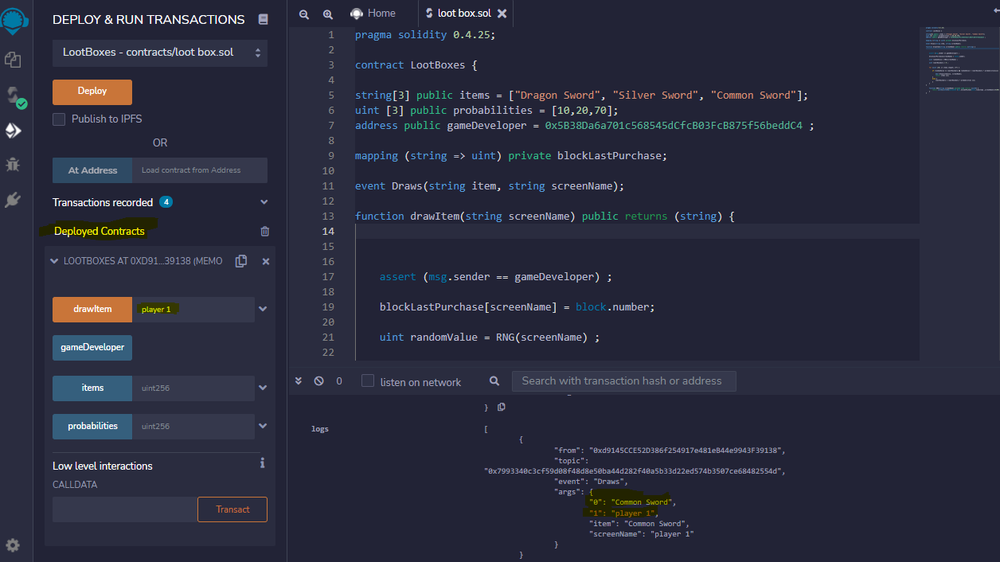 DEPLOY & RUN TRANSACTIONS
LootBoxes - contracts/loot box.sol
Deploy
Publish to IPFS
OR
At Address
Load contract from Address
Transactions recorded 4
Deployed Contracts
LOOTBOXES AT 0XD91...39138 (MEMO
drawItem
player 1
gameDeveloper
items
uint256
probabilities
uint256
Low level interactions
i
CALLDATA
Transact
Home
loot box.sol
1 pragma solidity 0.4.25;
2
3 contract LootBoxes {
4
5 string[3] public items = ["Dragon Sword", "Silver Sword", "Common Sword"];
6 uint [3] public probabilities = [10,20,70];
7 address public gameDeveloper = 0x5B38Da6a701c568545dCfcB03FcB875f56beddC4 ;
8
9 mapping (string => uint) private blockLastPurchase;
10
11 event Draws(string item, string screenName);
12
13 function drawItem(string screenName) public returns (string) {
14
15
16
17 assert (msg.sender == gameDeveloper) ;
18
19 blockLastPurchase[screenName] = block.number;
20
21 uint randomValue = RNG(screenName) ;
22
0
listen on network
Search with transaction hash or address
}
logs
[
{
"from": "0xd9145CCE52D386f254917e481eB44e9943F39138",
"topic":
"0x7993340c3cf59d08f48d8e50ba44d282f40a5b33d22ed574b3507ce68482554d",
"event": "Draws",
"args": {
"0": "Common Sword",
"1": "player 1",
"item": "Common Sword",
"screenName": "player 1"
}
}